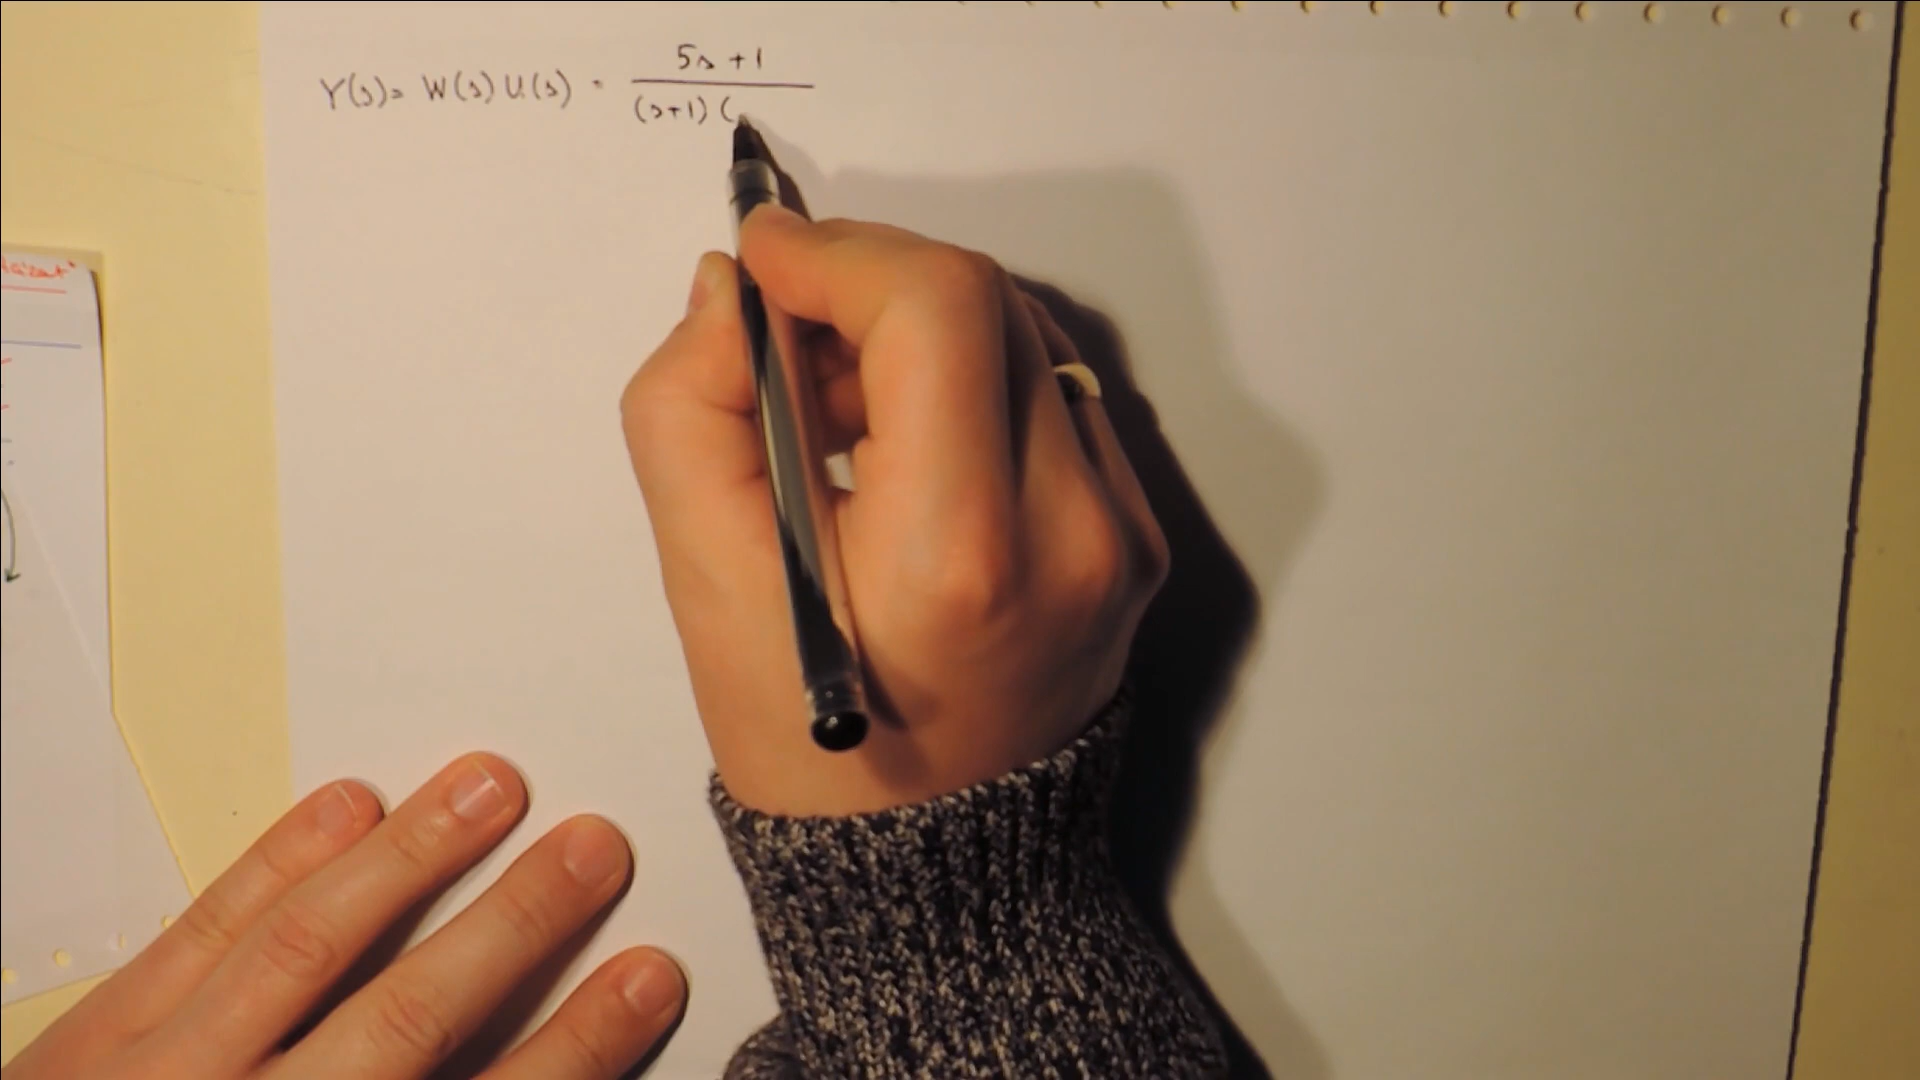 Y(s) = W(s) U(s) = 5s + 1 / (s+1) (